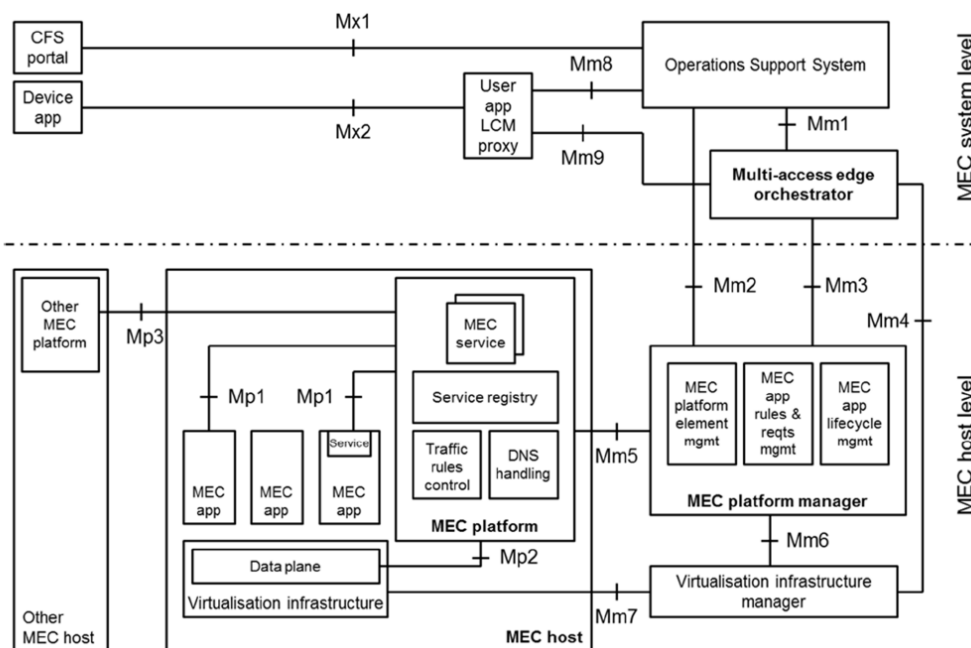 CFS
portal
Mx1
Operations Support System
Device
app
Mx2
User
app
LCM
proxy
Mm8
Mm9
Mm1
Multi-access edge
orchestrator
MEC system level
Other
MEC
platform
Mp3
MEC
service
Mm2
Mm3
Mm4
Mp1
Mp1
Service registry
MEC
platform
element
mgmt
MEC
app
rules &
reqts
mgmt
MEC
app
lifecycle
mgmt
MEC host level
MEC
app
MEC
app
Service
MEC
app
Traffic
rules
control
DNS
handling
Mm5
MEC platform
MEC platform manager
Mp2
Mm6
Data plane
Virtualisation infrastructure
Mm7
Virtualisation infrastructure
manager
Other
MEC host
MEC host